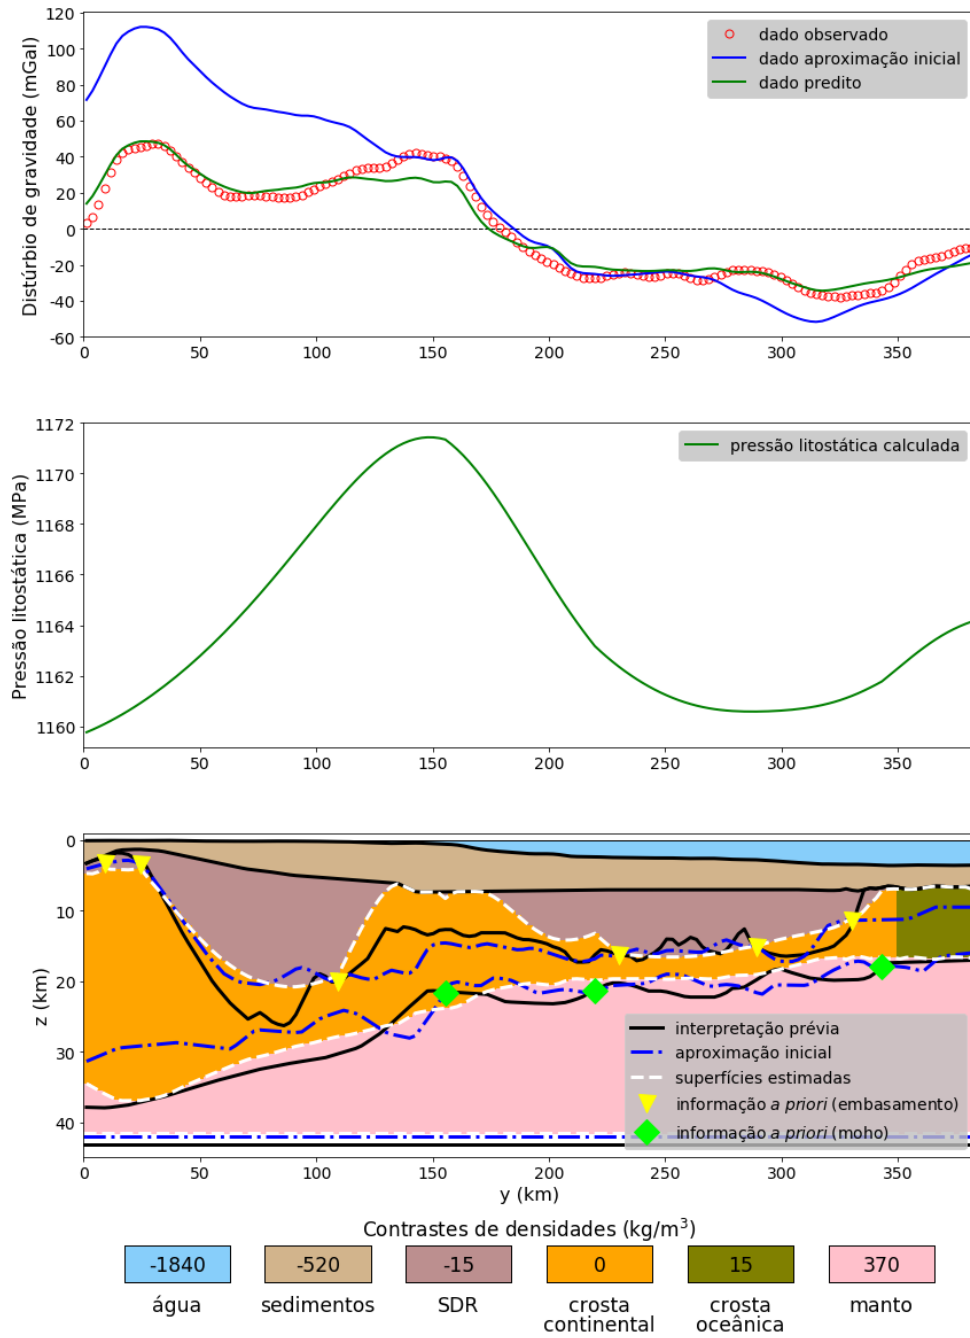 120
100
80
60
40
20
0
-20
-40
-60
Distúrbio de gravidade (mGal)
dado observado
dado aproximação inicial
dado predito
0 50 100 150 200 250 300 350
1172
1170
1168
1166
1164
1162
1160
Pressão litostática (MPa)
pressão litostática calculada
0 50 100 150 200 250 300 350
0
10
20
30
40
z (km)
interpretação prévia
aproximação inicial
superfícies estimadas
informação a priori (embasamento)
informação a priori (moho)
0 50 100 150 200 250 300 350
y (km)
Contrastes de densidades (kg/m³)
-1840 -520 -15 0 15 370
água sedimentos SDR crosta crosta manto
continental oceânica